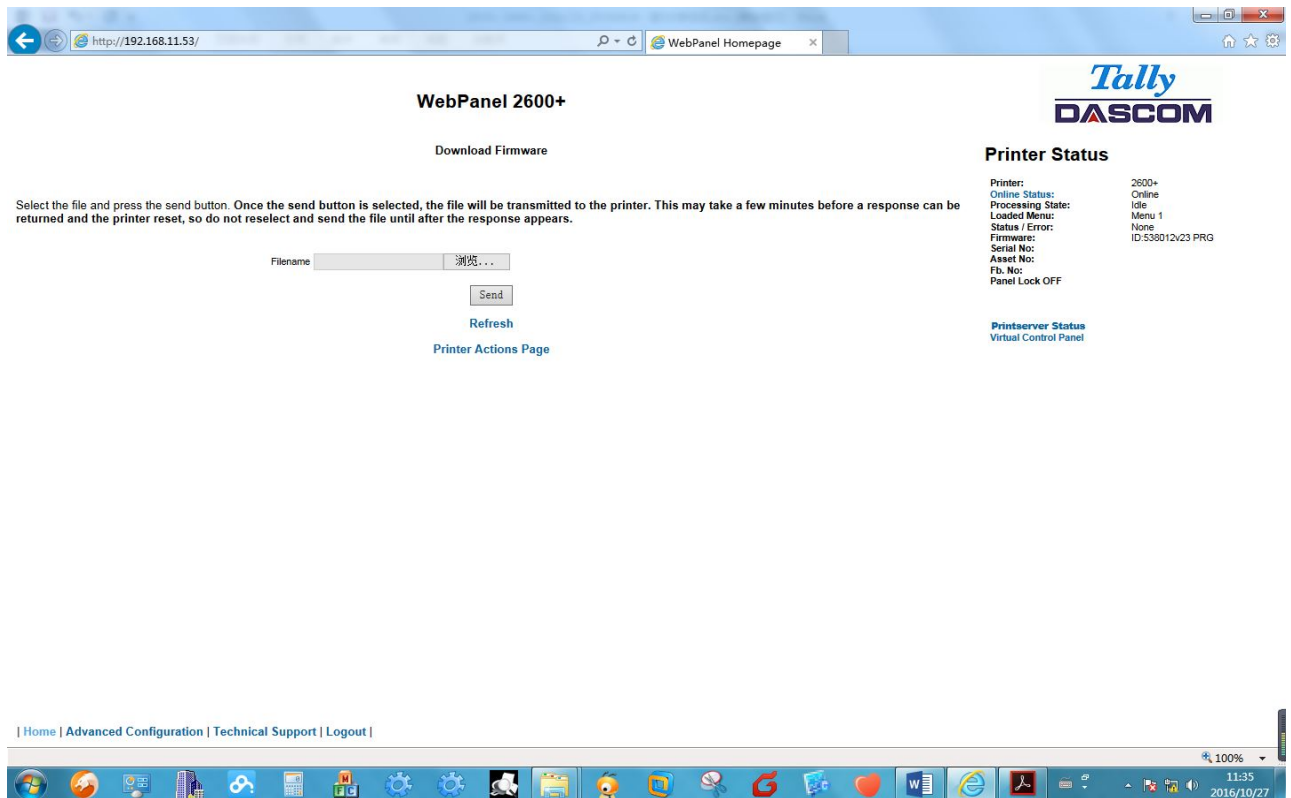 http://192.168.11.53/
WebPanel Homepage
WebPanel 2600+
Download Firmware
Select the file and press the send button. Once the send button is selected, the file will be transmitted to the printer. This may take a few minutes before a response can be
returned and the printer reset, so do not reselect and send the file until after the response appears.
Filename 浏览...
Send
Refresh
Printer Actions Page
Tally
DASCOM
Printer Status
Printer: 2600+
Online Status: Online
Processing State: Idle
Loaded Menu: Menu 1
Status / Error: None
Firmware: ID:538012v23 PRG
Serial No:
Asset No:
Fb. No:
Panel Lock OFF
Printserver Status
Virtual Control Panel
| Home | Advanced Configuration | Technical Support | Logout |
100%
11:35
2016/10/27